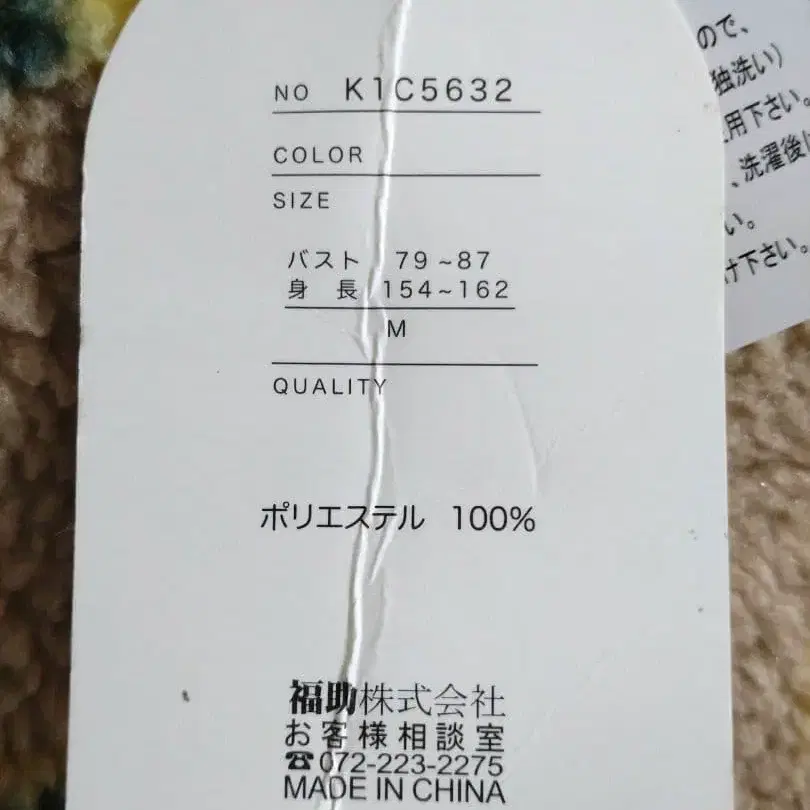 NO K1C5632
COLOR
SIZE
バスト 79~87
身 長 154~162
M
QUALITY
ポリエステル 100%
福助株式会社
お客様相談室
☎072-223-2275
MADE IN CHINA
ので、
独洗い)
用下さい。
、洗濯後は
い。
け下さい。